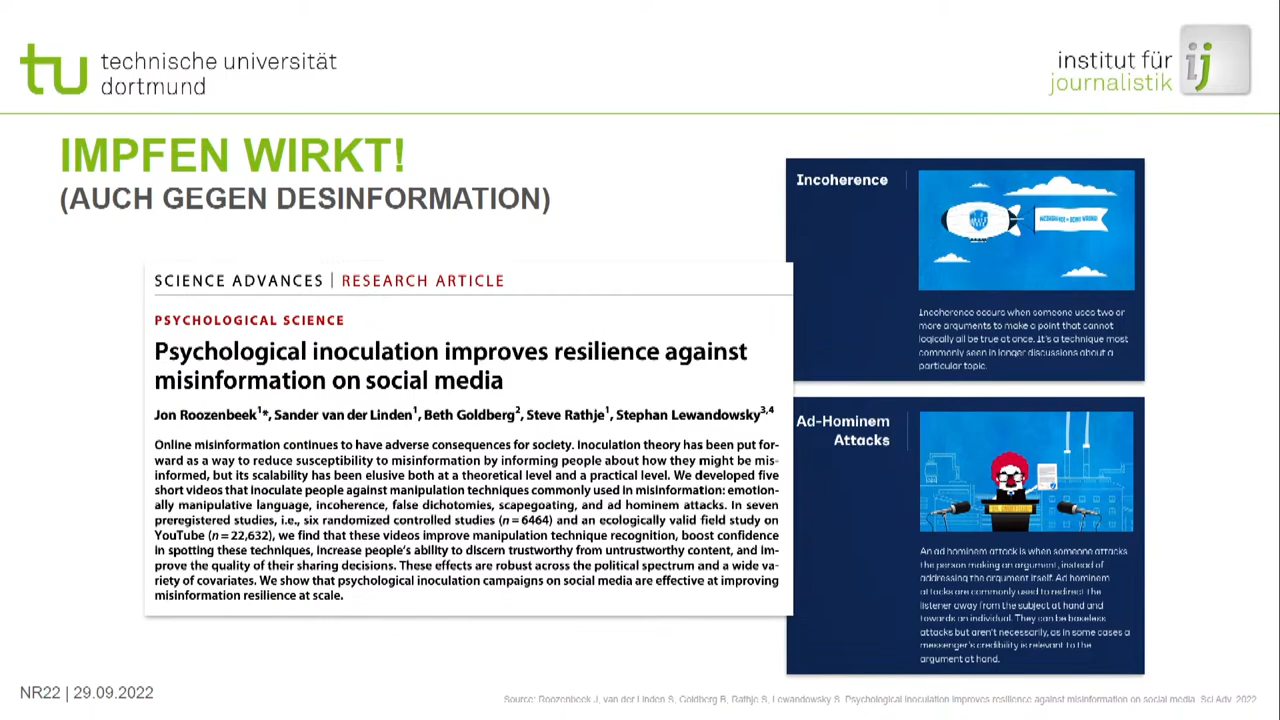 technische universität
dortmund
institut für
journalistik
ij
IMPFEN WIRKT!
(AUCH GEGEN DESINFORMATION)
SCIENCE ADVANCES | RESEARCH ARTICLE
PSYCHOLOGICAL SCIENCE
Psychological inoculation improves resilience against
misinformation on social media
Jon Roozenbeek1*, Sander van der Linden1, Beth Goldberg2, Steve Rathje1, Stephan Lewandowsky3,4
Online misinformation continues to have adverse consequences for society. Inoculation theory has been put for-
ward as a way to reduce susceptibility to misinformation by informing people about how they might be mis-
informed, but its scalability has been elusive both at a theoretical level and a practical level. We developed five
short videos that inoculate people against manipulation techniques commonly used in misinformation: emotion-
ally manipulative language, incoherence, false dichotomies, scapegoating, and ad hominem attacks. In seven
preregistered studies, i.e., six randomized controlled studies (n = 6464) and an ecologically valid field study on
YouTube (n = 22,632), we find that these videos improve manipulation technique recognition, boost confidence
in spotting these techniques, increase people's ability to discern trustworthy from untrustworthy content, and im-
prove the quality of their sharing decisions. These effects are robust across the political spectrum and a wide va-
riety of covariates. We show that psychological inoculation campaigns on social media are effective at improving
misinformation resilience at scale.
Incoherence
Incoherence occurs when someone uses two or
more arguments to make a point that cannot
logically all be true at once. It's a technique most
commonly seen in longer discussions about a
particular topic.
Ad-Hominem
Attacks
An ad hominem attack is when someone attacks
the person making an argument, instead of
addressing the argument itself. Ad hominem
attacks are commonly used to redirect the
listener away from the subject at hand and
towards an individual. They can be baseless
attacks but aren't necessarily, as in some cases a
messenger's credibility is relevant to the
argument at hand.
NR22 | 29.09.2022
Source: Roozenbeek J, van der Linden S, Goldberg B, Rathje S, Lewandowsky S. Psychological inoculation improves resilience against misinformation on social media. Sci Adv. 2022